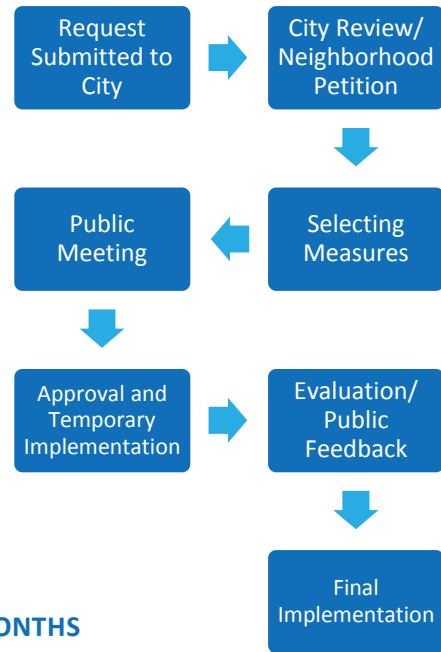 Request
Submitted to
City
City Review/
Neighborhood
Petition
Selecting
Measures
Public
Meeting
Approval and
Temporary
Implementation
Evaluation/
Public
Feedback
Final
Implementation